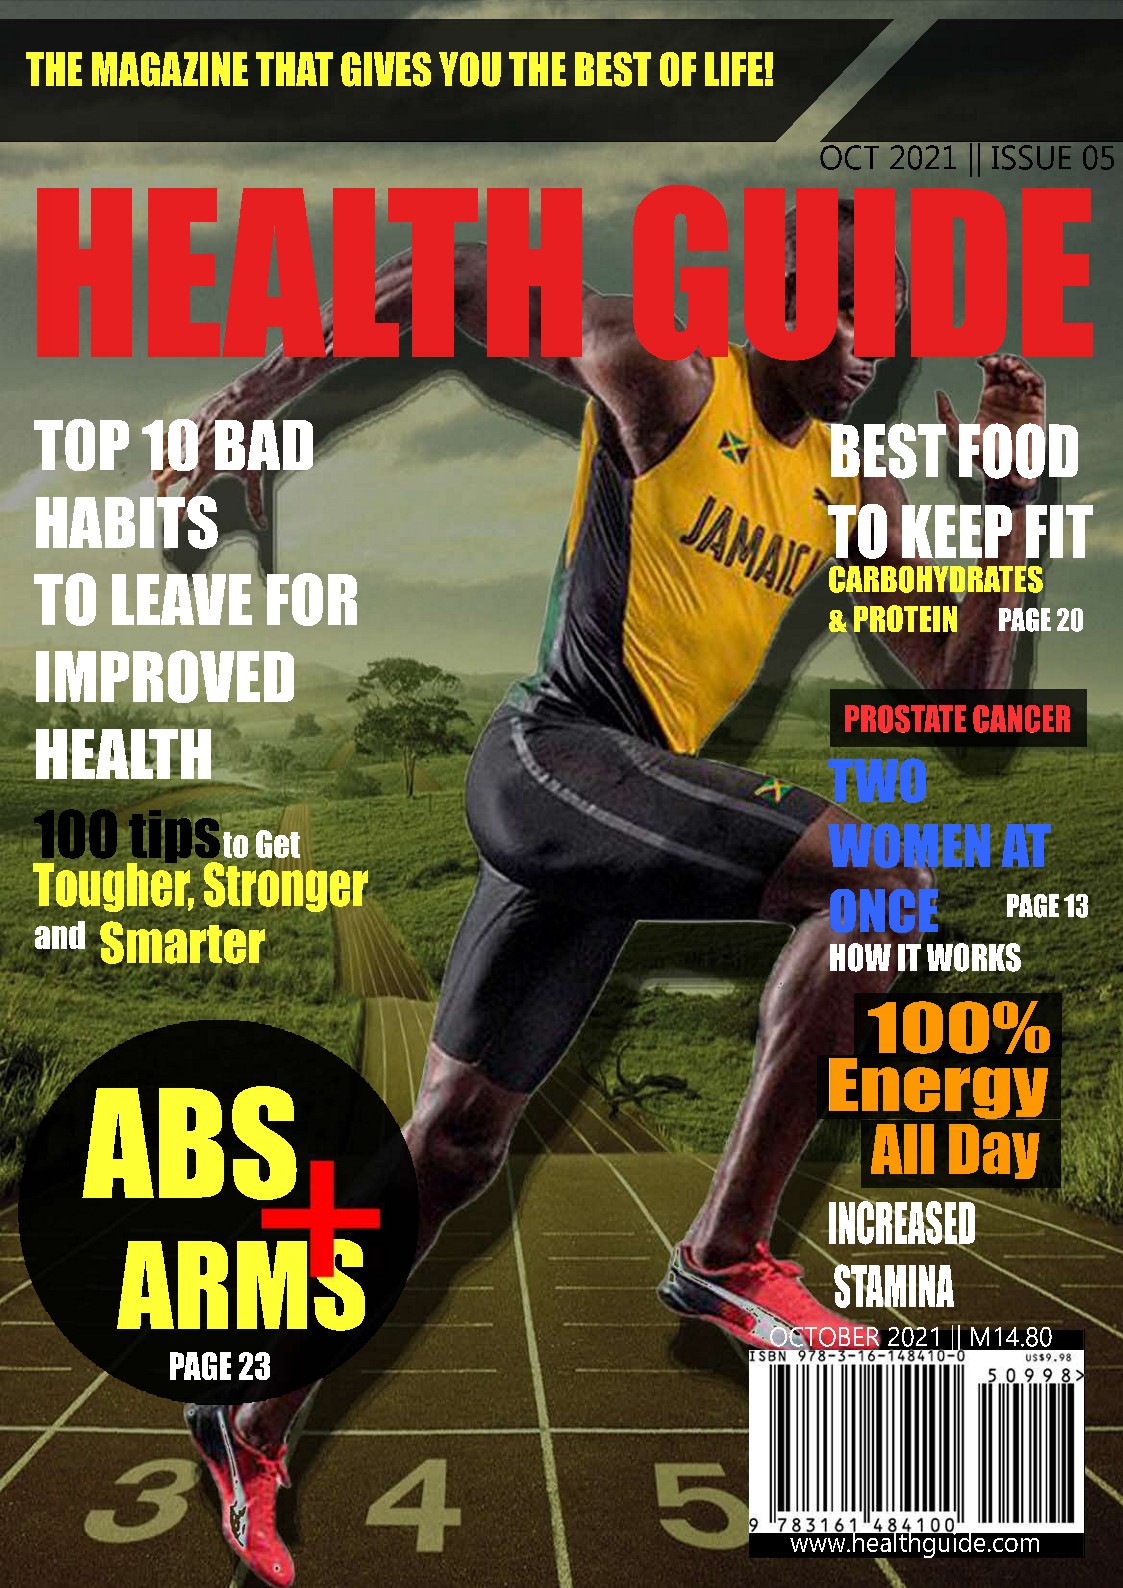 THE MAGAZINE THAT GIVES YOU THE BEST OF LIFE!
OCT 2021 || ISSUE 05
HEALTH GUIDE
TOP 10 BAD
HABITS
TO LEAVE FOR
IMPROVED
HEALTH
100 tips to Get
Tougher, Stronger
and Smarter
ABS
+
ARMS
PAGE 23
JAMAICA
BEST FOOD
TO KEEP FIT
CARBOHYDRATES
& PROTEIN PAGE 20
PROSTATE CANCER
TWO
WOMEN AT
ONCE PAGE 13
HOW IT WORKS
100%
Energy
All Day
INCREASED
STAMINA
OCTOBER 2021 || M14.80
ISBN 978-3-16-148410-0 US$9.98
50998>
9 783161 484100
www.healthguide.com
3 4 5